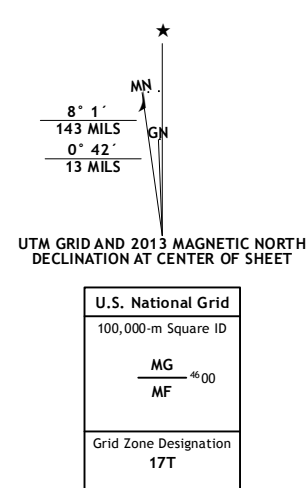 ★
MN
8° 1´
143 MILS
GN
0° 42´
13 MILS
UTM GRID AND 2013 MAGNETIC NORTH
DECLINATION AT CENTER OF SHEET
U.S. National Grid
100,000-m Square ID
MG
4600
MF
Grid Zone Designation
17T